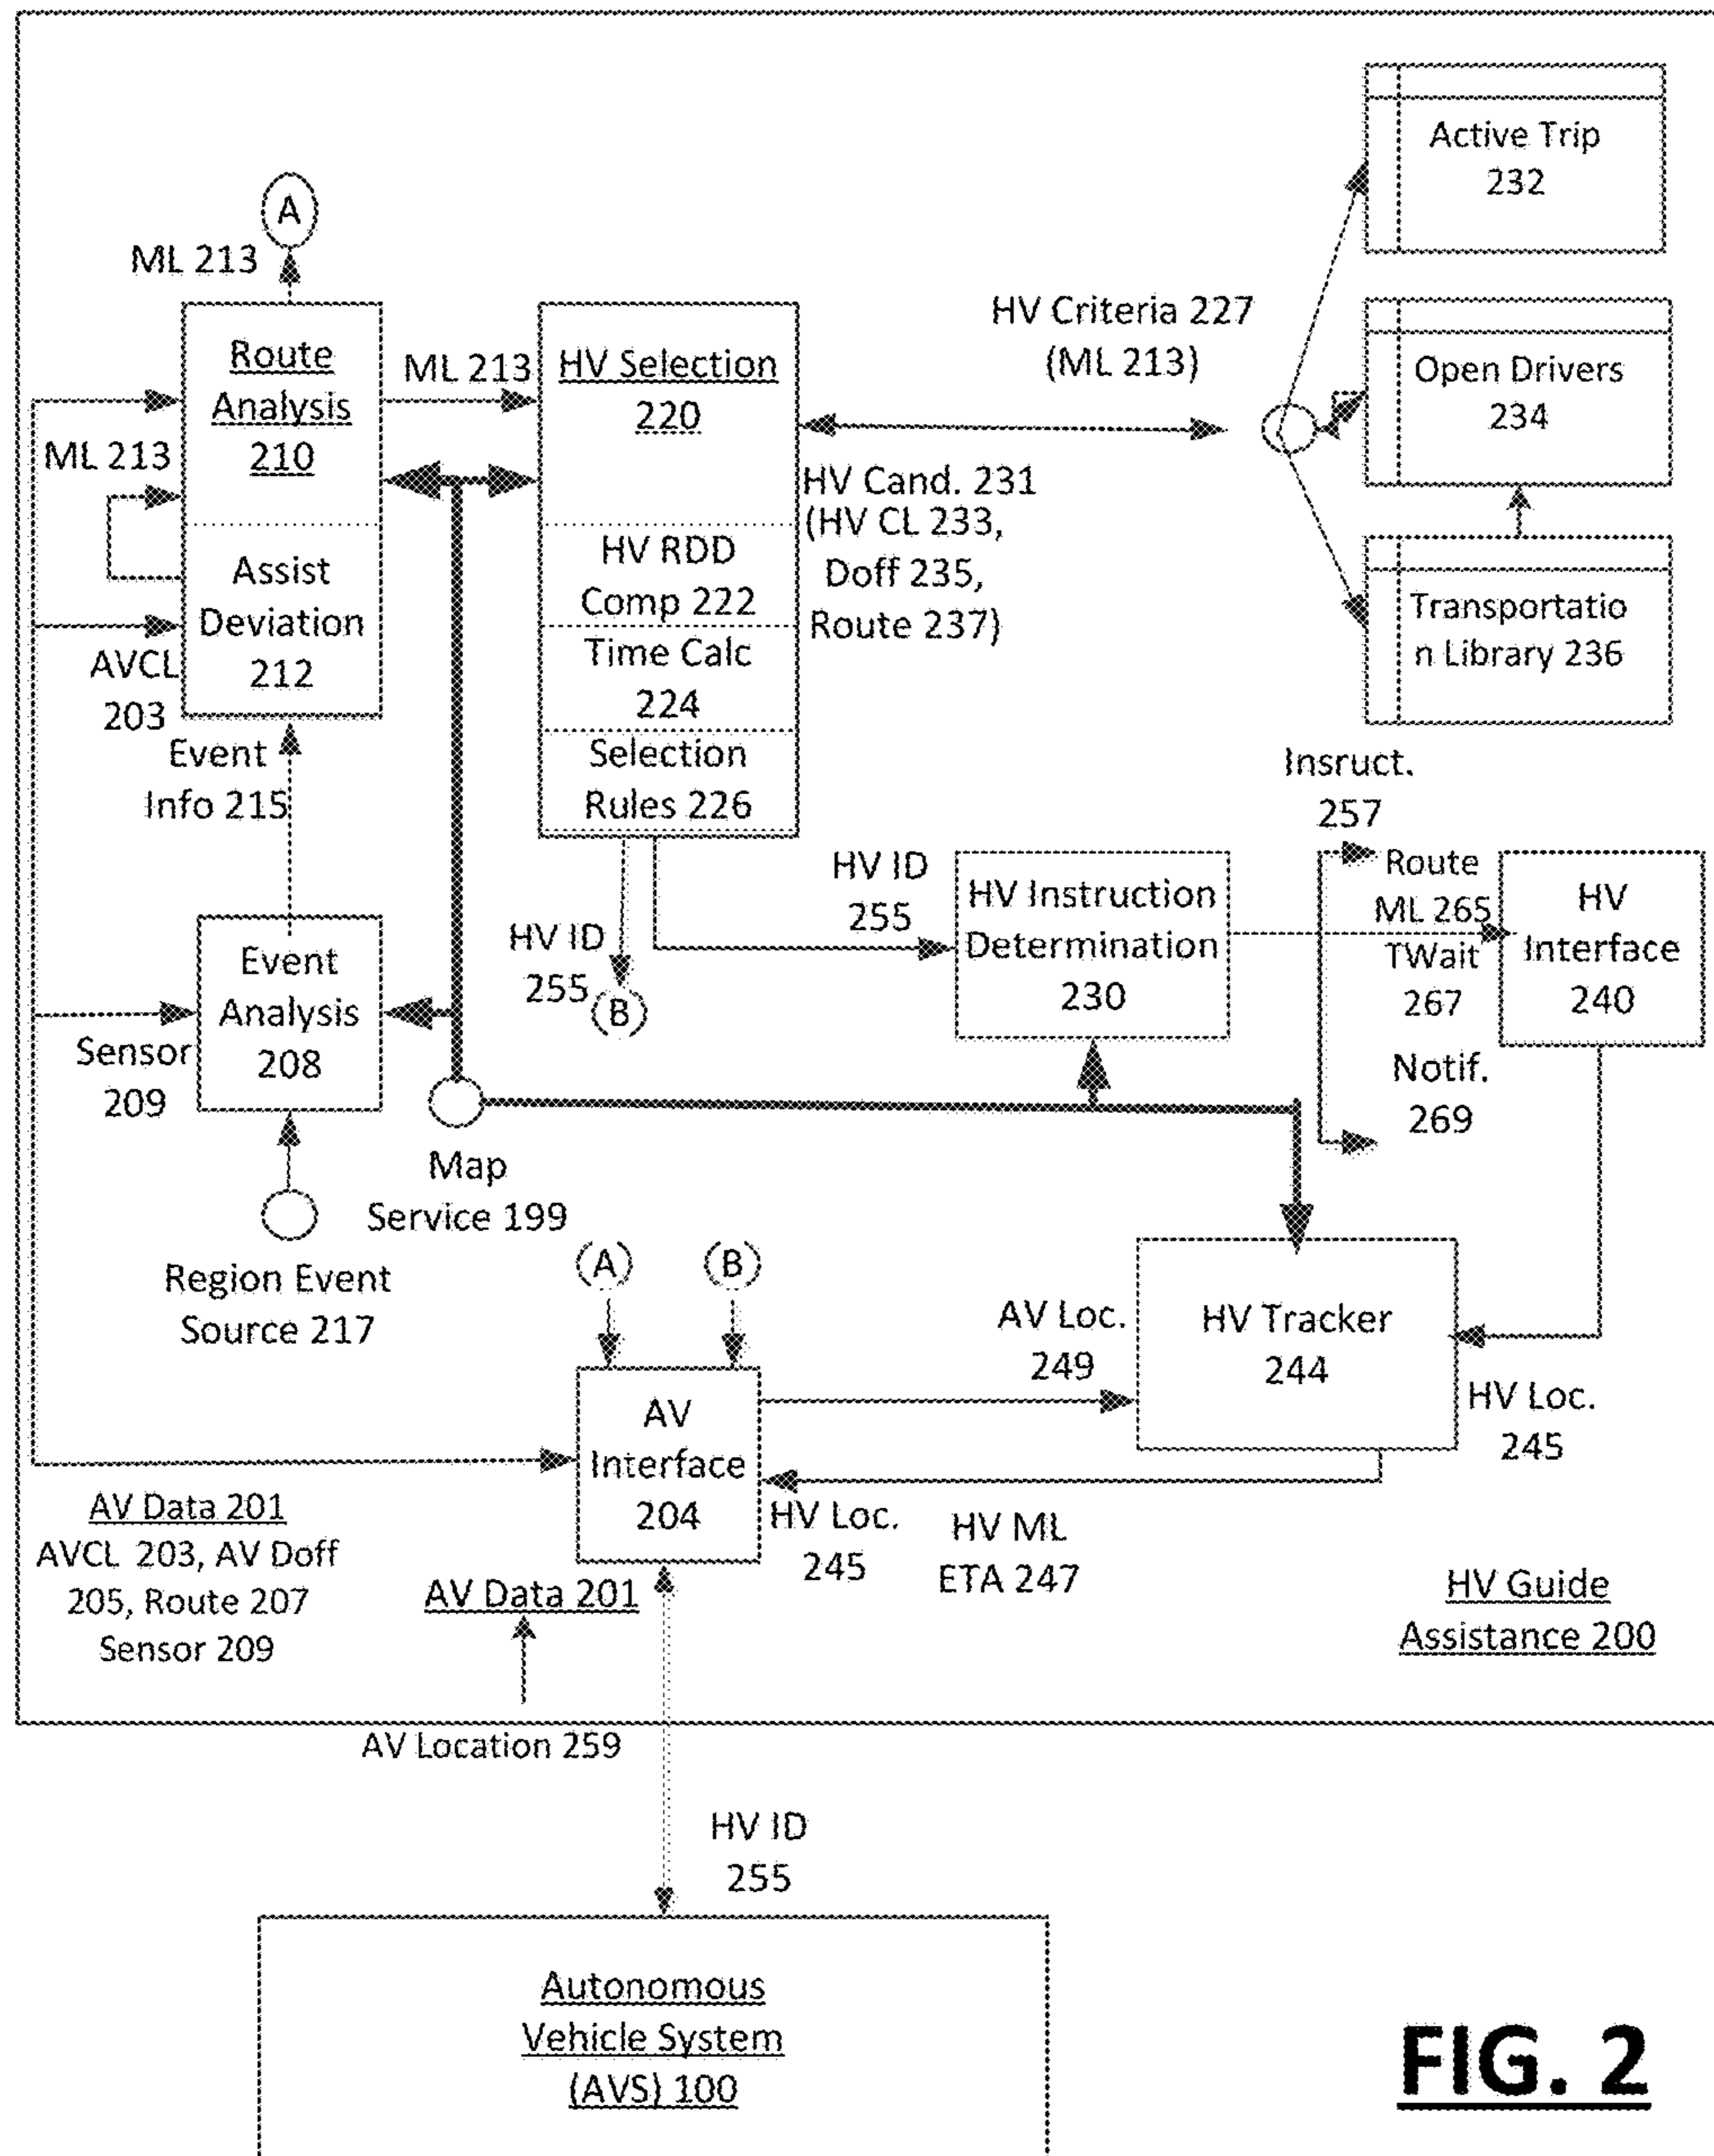 Active Trip
232
A
ML 213
HV Criteria 227
(ML 213)
Route
Analysis
210
ML 213
HV Selection
220
Open Drivers
234
ML 213
HV Cand. 231
(HV CL 233,
Doff 235,
Route 237)
Assist
Deviation
212
HV RDD
Comp 222
Time Calc
224
Selection
Rules 226
Transportatio
n Library 236
AVCL
203
Event
Info 215
Insruct.
257
HV ID
255
HV Instruction
Determination
230
Route
ML 265
TWait
267
HV
Interface
240
HV ID
255
B
Event
Analysis
208
Sensor
209
Notif.
269
Map
Service 199
Region Event
Source 217
A
B
AV Loc.
249
HV Tracker
244
HV Loc.
245
AV
Interface
204
AV Data 201
AVCL 203, AV Doff
205, Route 207
Sensor 209
HV Loc.
245
HV ML
ETA 247
AV Data 201
HV Guide
Assistance 200
AV Location 259
HV ID
255
Autonomous
Vehicle System
(AVS) 100
FIG. 2